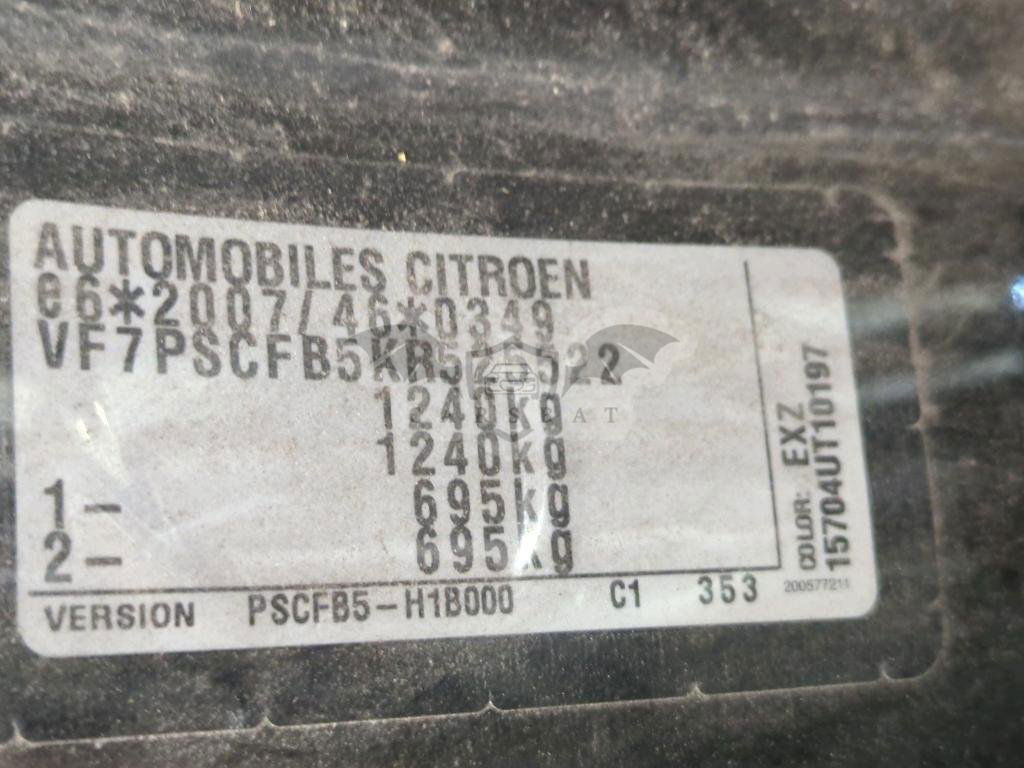 AUTOMOBILES CITROEN
e6*2007/46*0349
1240kg
1240kg
1- 695kg
2- 695kg
VERSION PSCFB5-H1B000 C1 353
COLOR: EXZ
15704UT10197
200577211